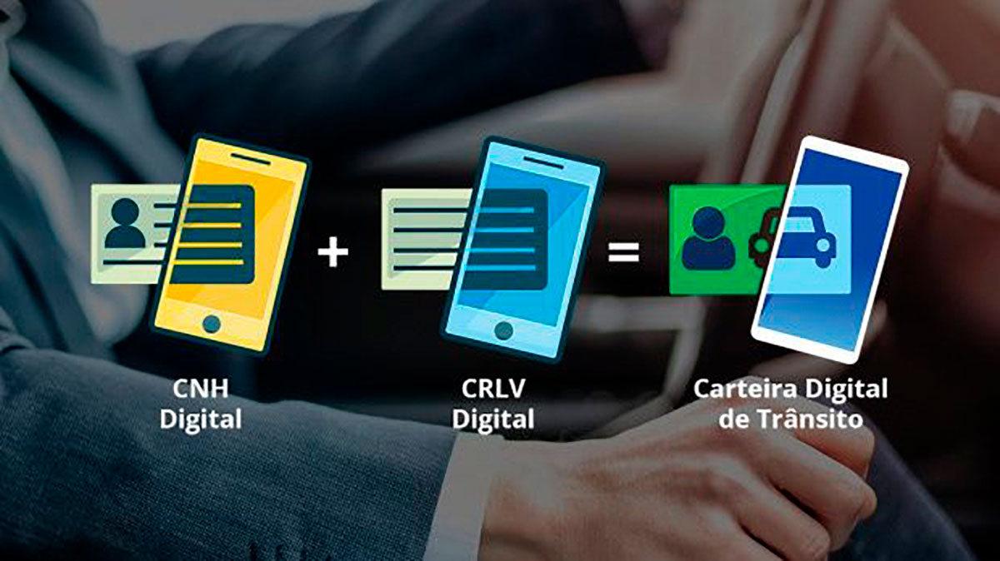 CNH
Digital
+
CRLV
Digital
=
Carteira Digital
de Trânsito